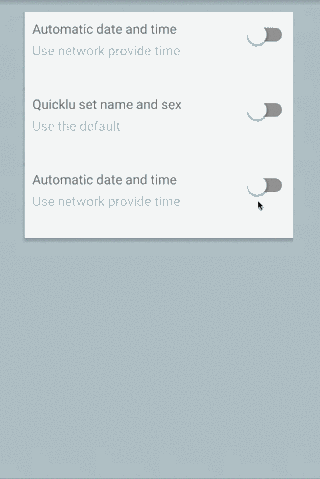 Automatic date and time
Use network provide time
Quicklu set name and sex
Use the default
Automatic date and time
Use network provide time